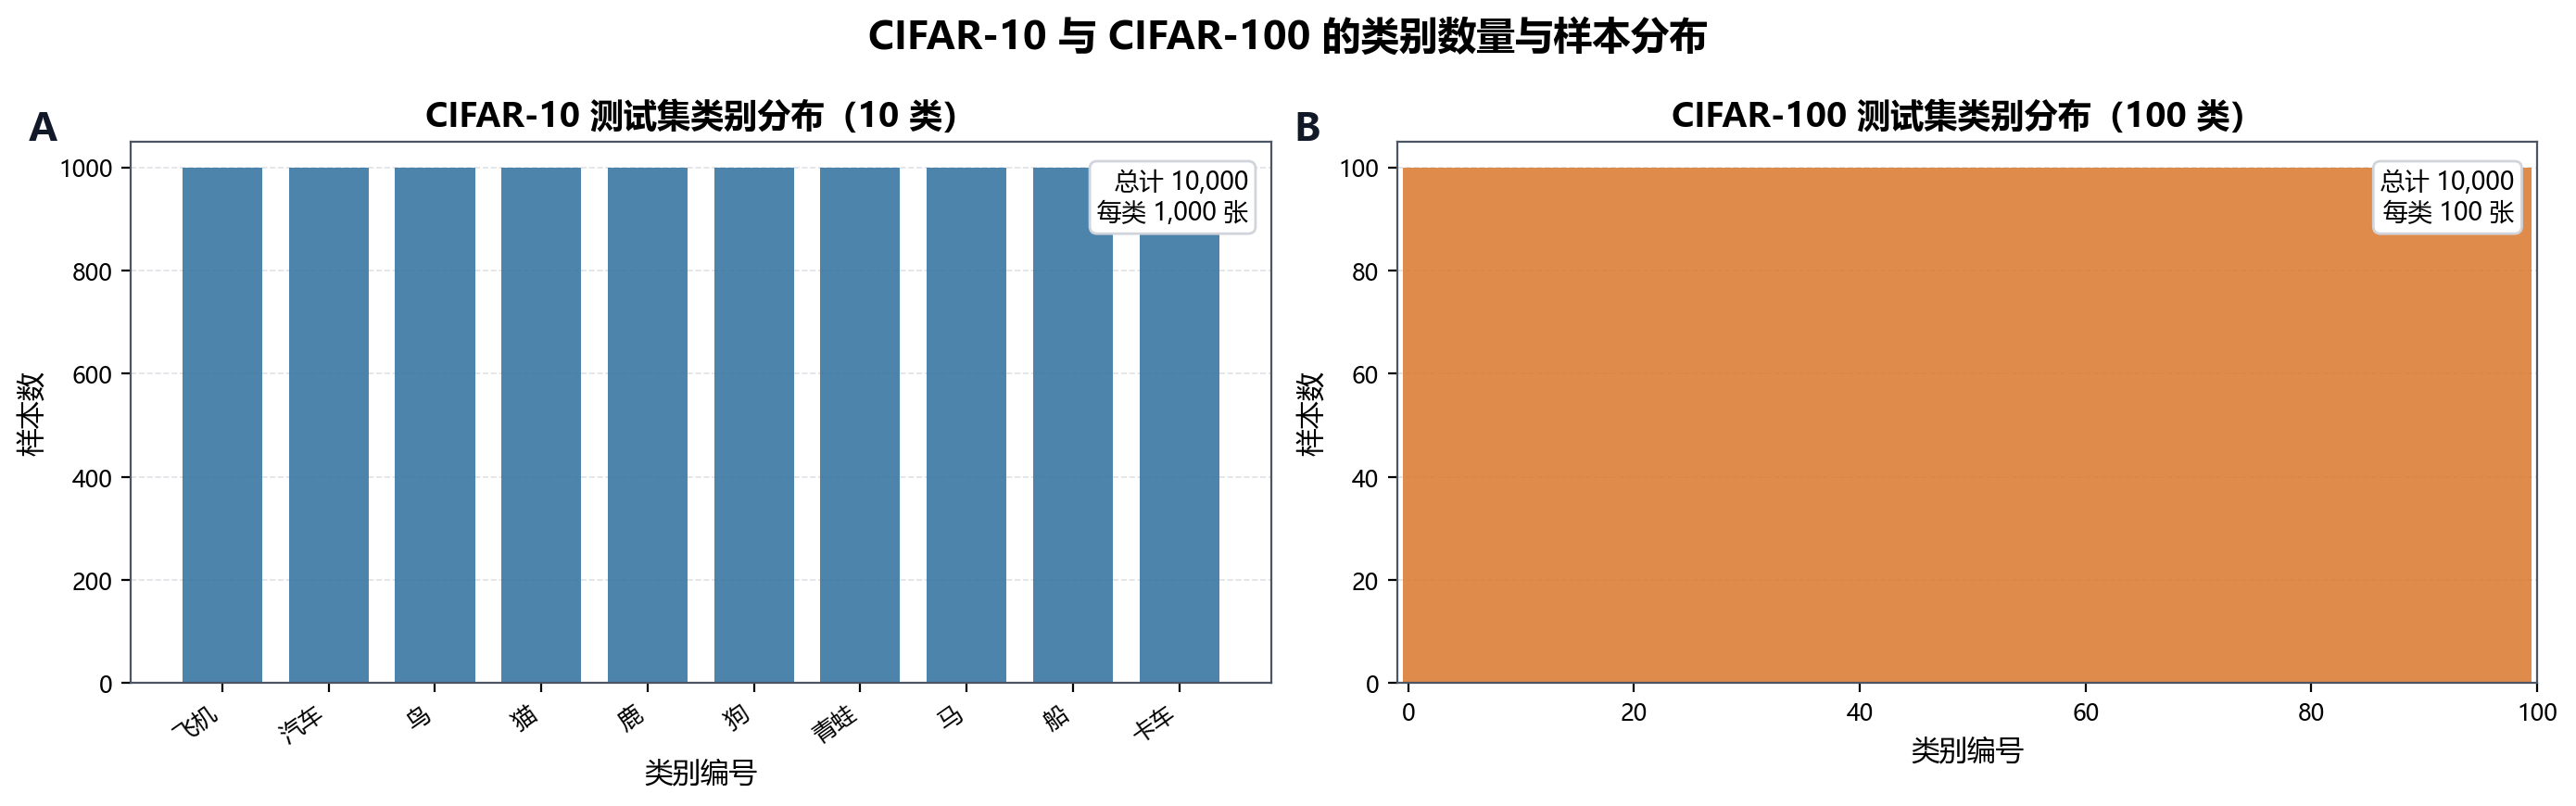 CIFAR-10 与 CIFAR-100 的类别数量与样本分布
A
CIFAR-10 测试集类别分布（10 类）
总计 10,000
每类 1,000 张
样本数
1000
800
600
400
200
0
飞机
汽车
鸟
猫
鹿
狗
青蛙
马
船
卡车
类别编号
B
CIFAR-100 测试集类别分布（100 类）
总计 10,000
每类 100 张
样本数
100
80
60
40
20
0
0
20
40
60
80
100
类别编号